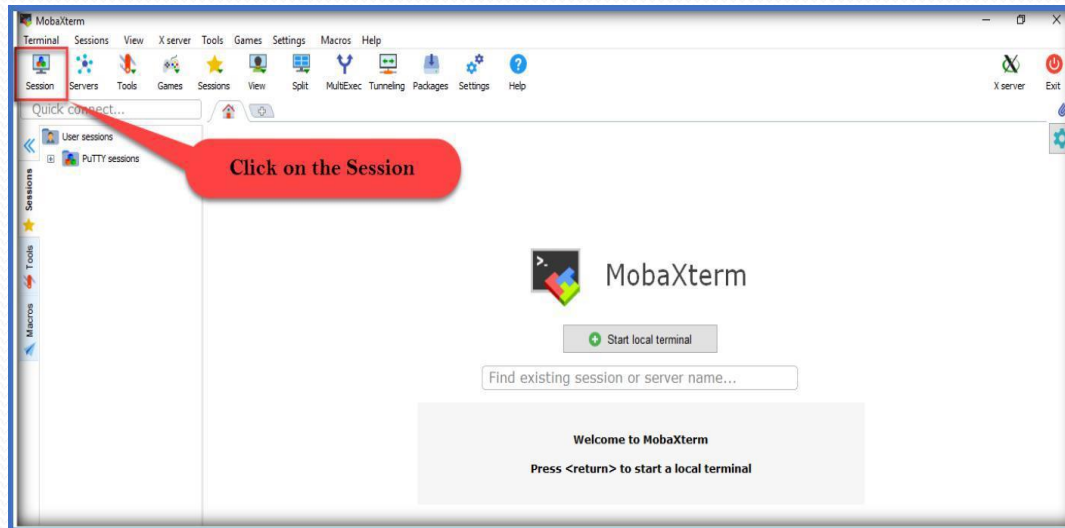 MobaXterm
Terminal Sessions View X server Tools Games Settings Macros Help
Session Servers Tools Games Sessions View Split MultiExec Tunneling Packages Settings Help X server Exit
Quick connect...
User sessions
PuTTY sessions
Click on the Session
Sessions
Tools
Macros
>_
MobaXterm
Start local terminal
Find existing session or server name...
Welcome to MobaXterm
Press <return> to start a local terminal